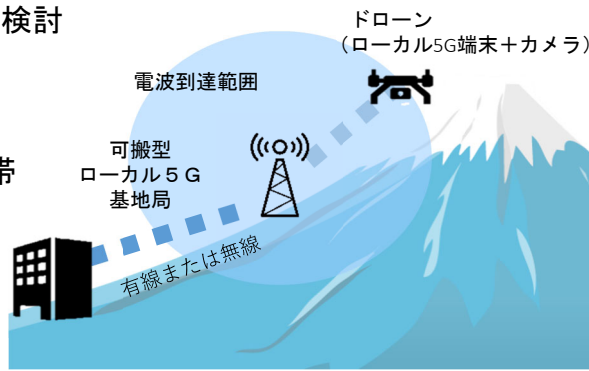 検討
ドローン
（ローカル5G端末＋カメラ）
電波到達範囲
可搬型
ローカル５Ｇ
基地局
帯
有線または無線